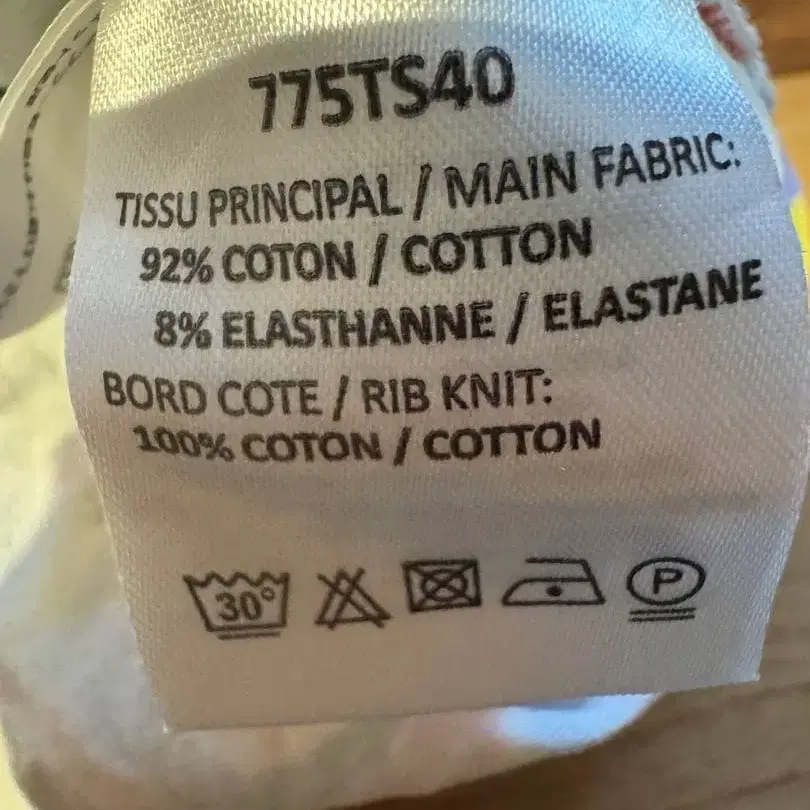 775TS40
TISSU PRINCIPAL / MAIN FABRIC:
92% COTON / COTTON
8% ELASTHANNE / ELASTANE
BORD COTE / RIB KNIT:
100% COTON / COTTON
30°
P